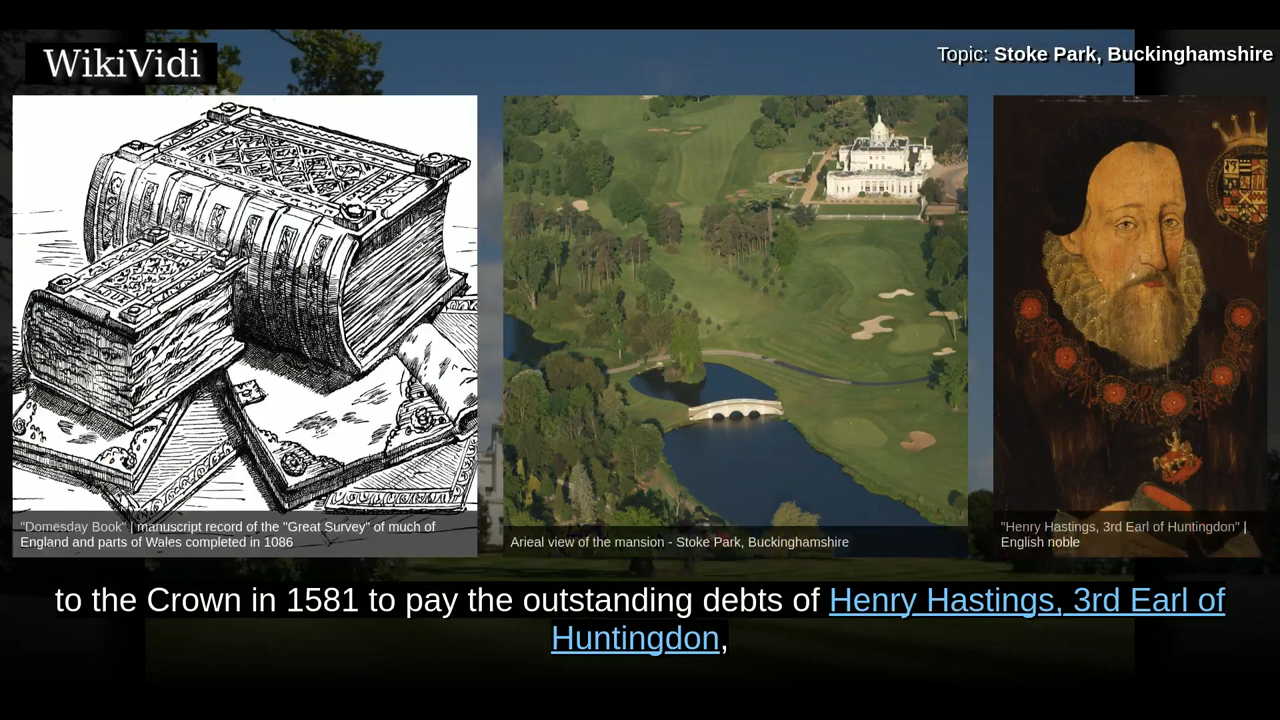 WikiVidi
Topic: Stoke Park, Buckinghamshire
"Domesday Book" | manuscript record of the "Great Survey" of much of
England and parts of Wales completed in 1086
Arieal view of the mansion - Stoke Park, Buckinghamshire
"Henry Hastings, 3rd Earl of Huntingdon" |
English noble
to the Crown in 1581 to pay the outstanding debts of Henry Hastings, 3rd Earl of
Huntingdon,